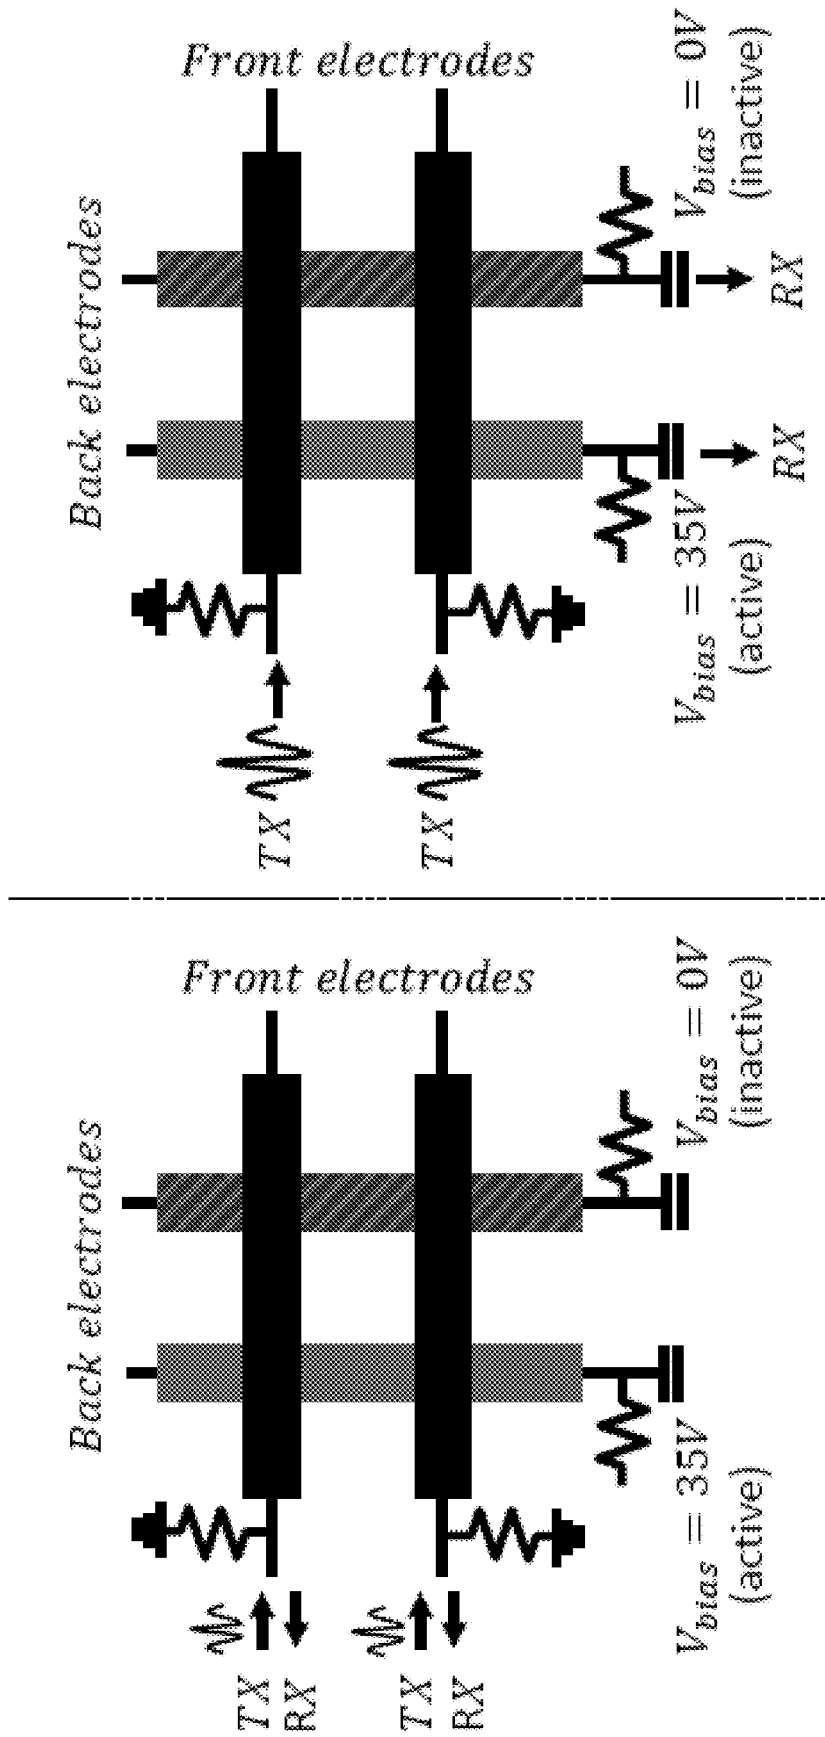 Front electrodes
Back electrodes
V_bias = 0V
(inactive)
RX
RX
V_bias = 35V
(active)
TX
TX
Front electrodes
Back electrodes
V_bias = 0V
(inactive)
V_bias = 35V
(active)
TX
RX
TX
RX